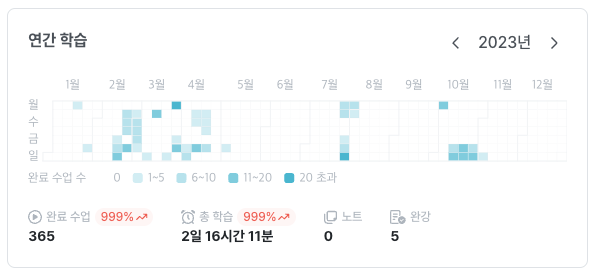 연간 학습
2023년
1월 2월 3월 4월 5월 6월 7월 8월 9월 10월 11월 12월
월
수
금
일
완료 수업 수 0 1~5 6~10 11~20 20 초과
완료 수업 999% 총 학습 999% 노트 완강
365 2일 16시간 11분 0 5